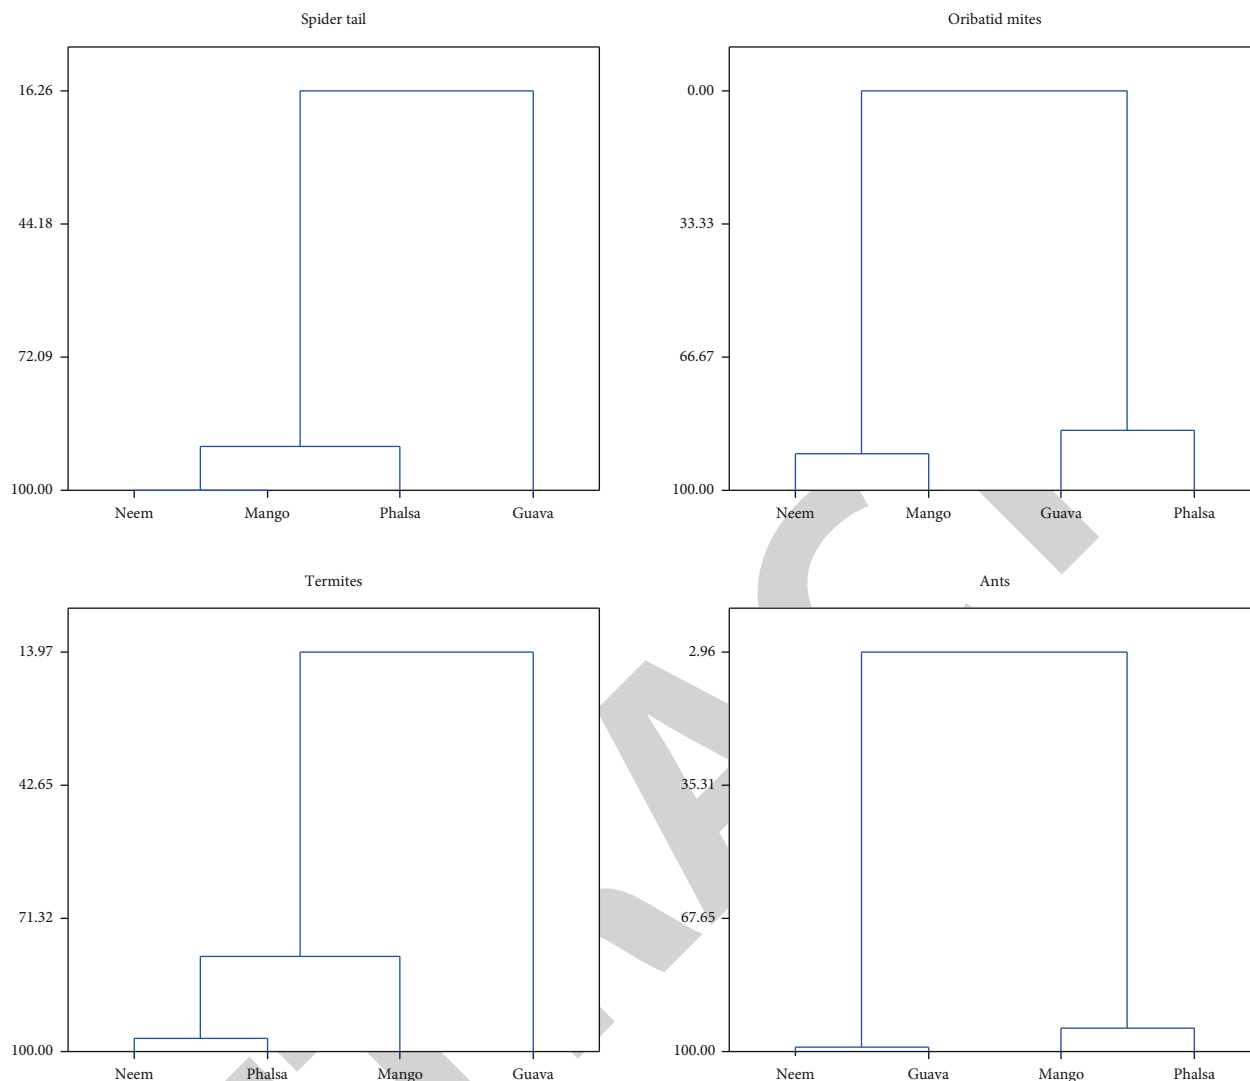 Spider tail
16.26
44.18
72.09
100.00
Neem Mango Phalsa Guava
Oribatid mites
0.00
33.33
66.67
100.00
Neem Mango Guava Phalsa
Termites
13.97
42.65
71.32
100.00
Neem Phalsa Mango Guava
Ants
2.96
35.31
67.65
100.00
Neem Guava Mango Phalsa